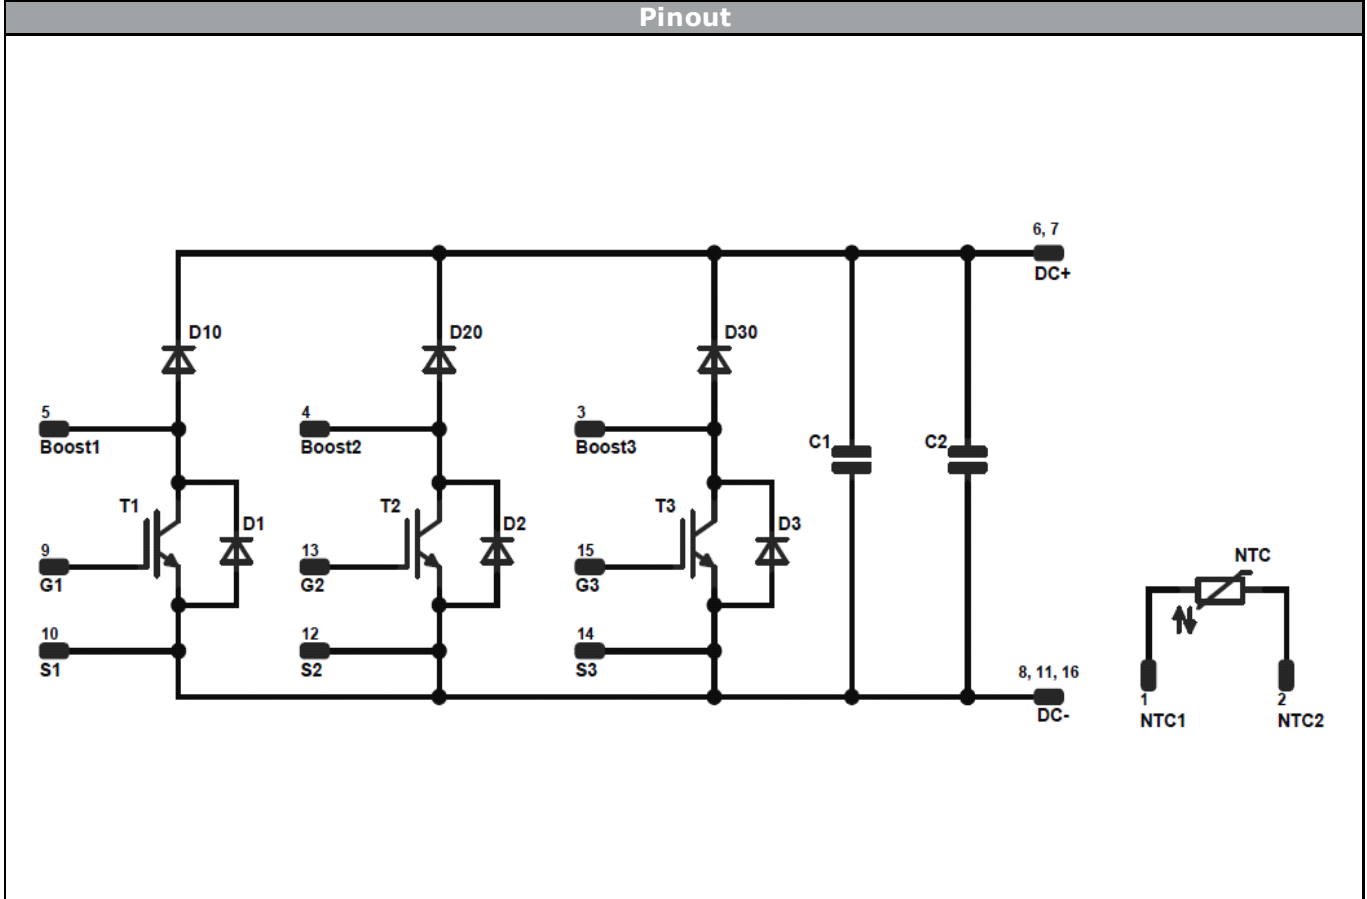 Pinout
6, 7
DC+
D10
D20
D30
5
Boost1
4
Boost2
3
Boost3
C1
C2
T1
D1
T2
D2
T3
D3
9
G1
13
G2
15
G3
NTC
10
S1
12
S2
14
S3
8, 11, 16
DC-
1
NTC1
2
NTC2